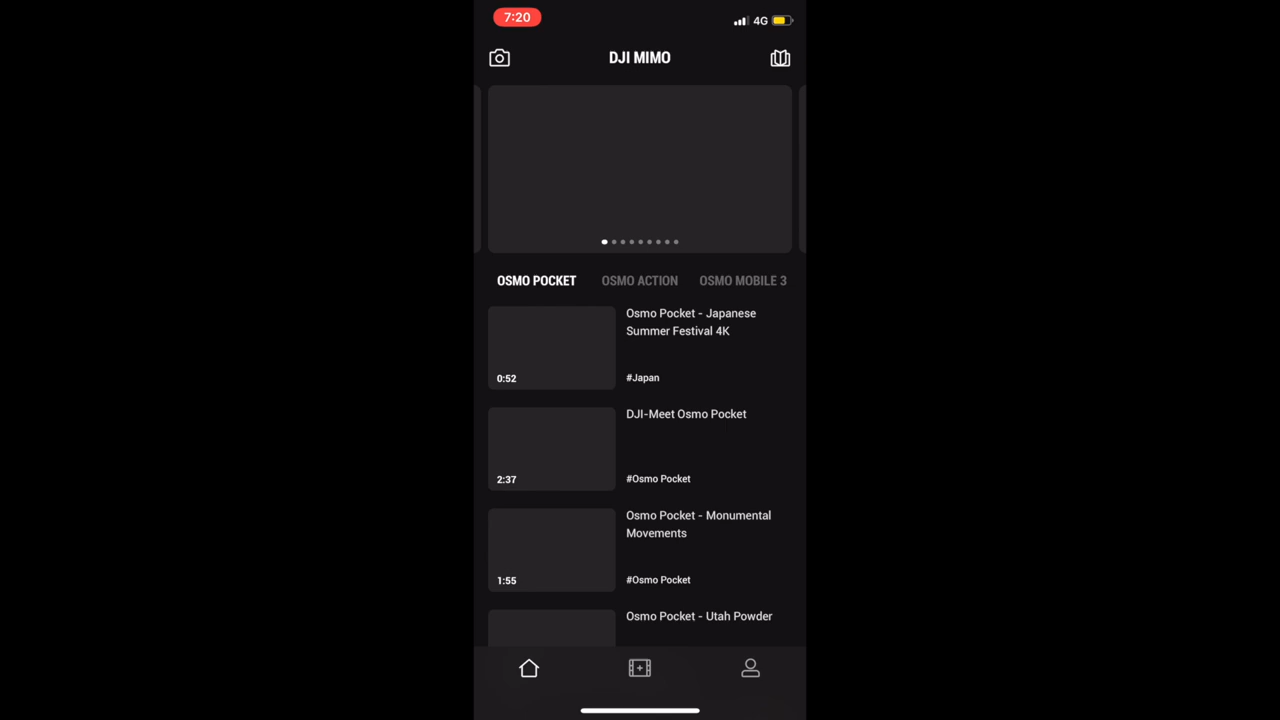 7:20
4G
DJI MIMO
OSMO POCKET
OSMO ACTION
OSMO MOBILE 3
Osmo Pocket - Japanese
Summer Festival 4K
0:52
#Japan
DJI-Meet Osmo Pocket
2:37
#Osmo Pocket
Osmo Pocket - Monumental
Movements
1:55
#Osmo Pocket
Osmo Pocket - Utah Powder